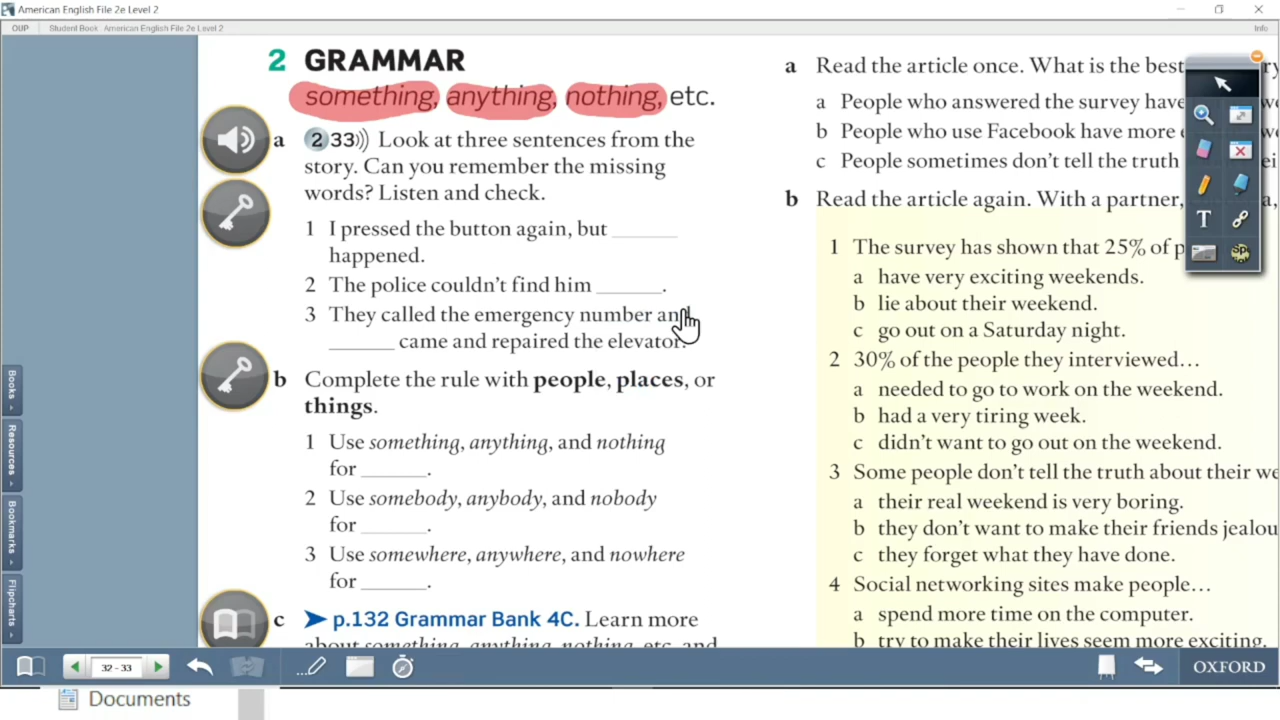 American English File 2e Level 2
OUP Student Book American English File 2e Level 2 Info
2 GRAMMAR
something, anything, nothing, etc.
a 2 33 Look at three sentences from the
story. Can you remember the missing
words? Listen and check.
1 I pressed the button again, but ______
happened.
2 The police couldn't find him ______.
3 They called the emergency number and
______ came and repaired the elevator.
b Complete the rule with people, places, or
things.
1 Use something, anything, and nothing
for ______.
2 Use somebody, anybody, and nobody
for ______.
3 Use somewhere, anywhere, and nowhere
for ______.
c p.132 Grammar Bank 4C. Learn more
about something, anything, nothing, etc. and
a Read the article once. What is the best
a People who answered the survey have
b People who use Facebook have more
c People sometimes don't tell the truth
b Read the article again. With a partner,
1 The survey has shown that 25% of
a have very exciting weekends.
b lie about their weekend.
c go out on a Saturday night.
2 30% of the people they interviewed…
a needed to go to work on the weekend.
b had a very tiring week.
c didn't want to go out on the weekend.
3 Some people don't tell the truth about their
a their real weekend is very boring.
b they don't want to make their friends
c they forget what they have done.
4 Social networking sites make people…
a spend more time on the computer.
b try to make their lives seem more exciting.
T
Books
Resources
Bookmarks
Flipcharts
32 - 33
OXFORD
Documents